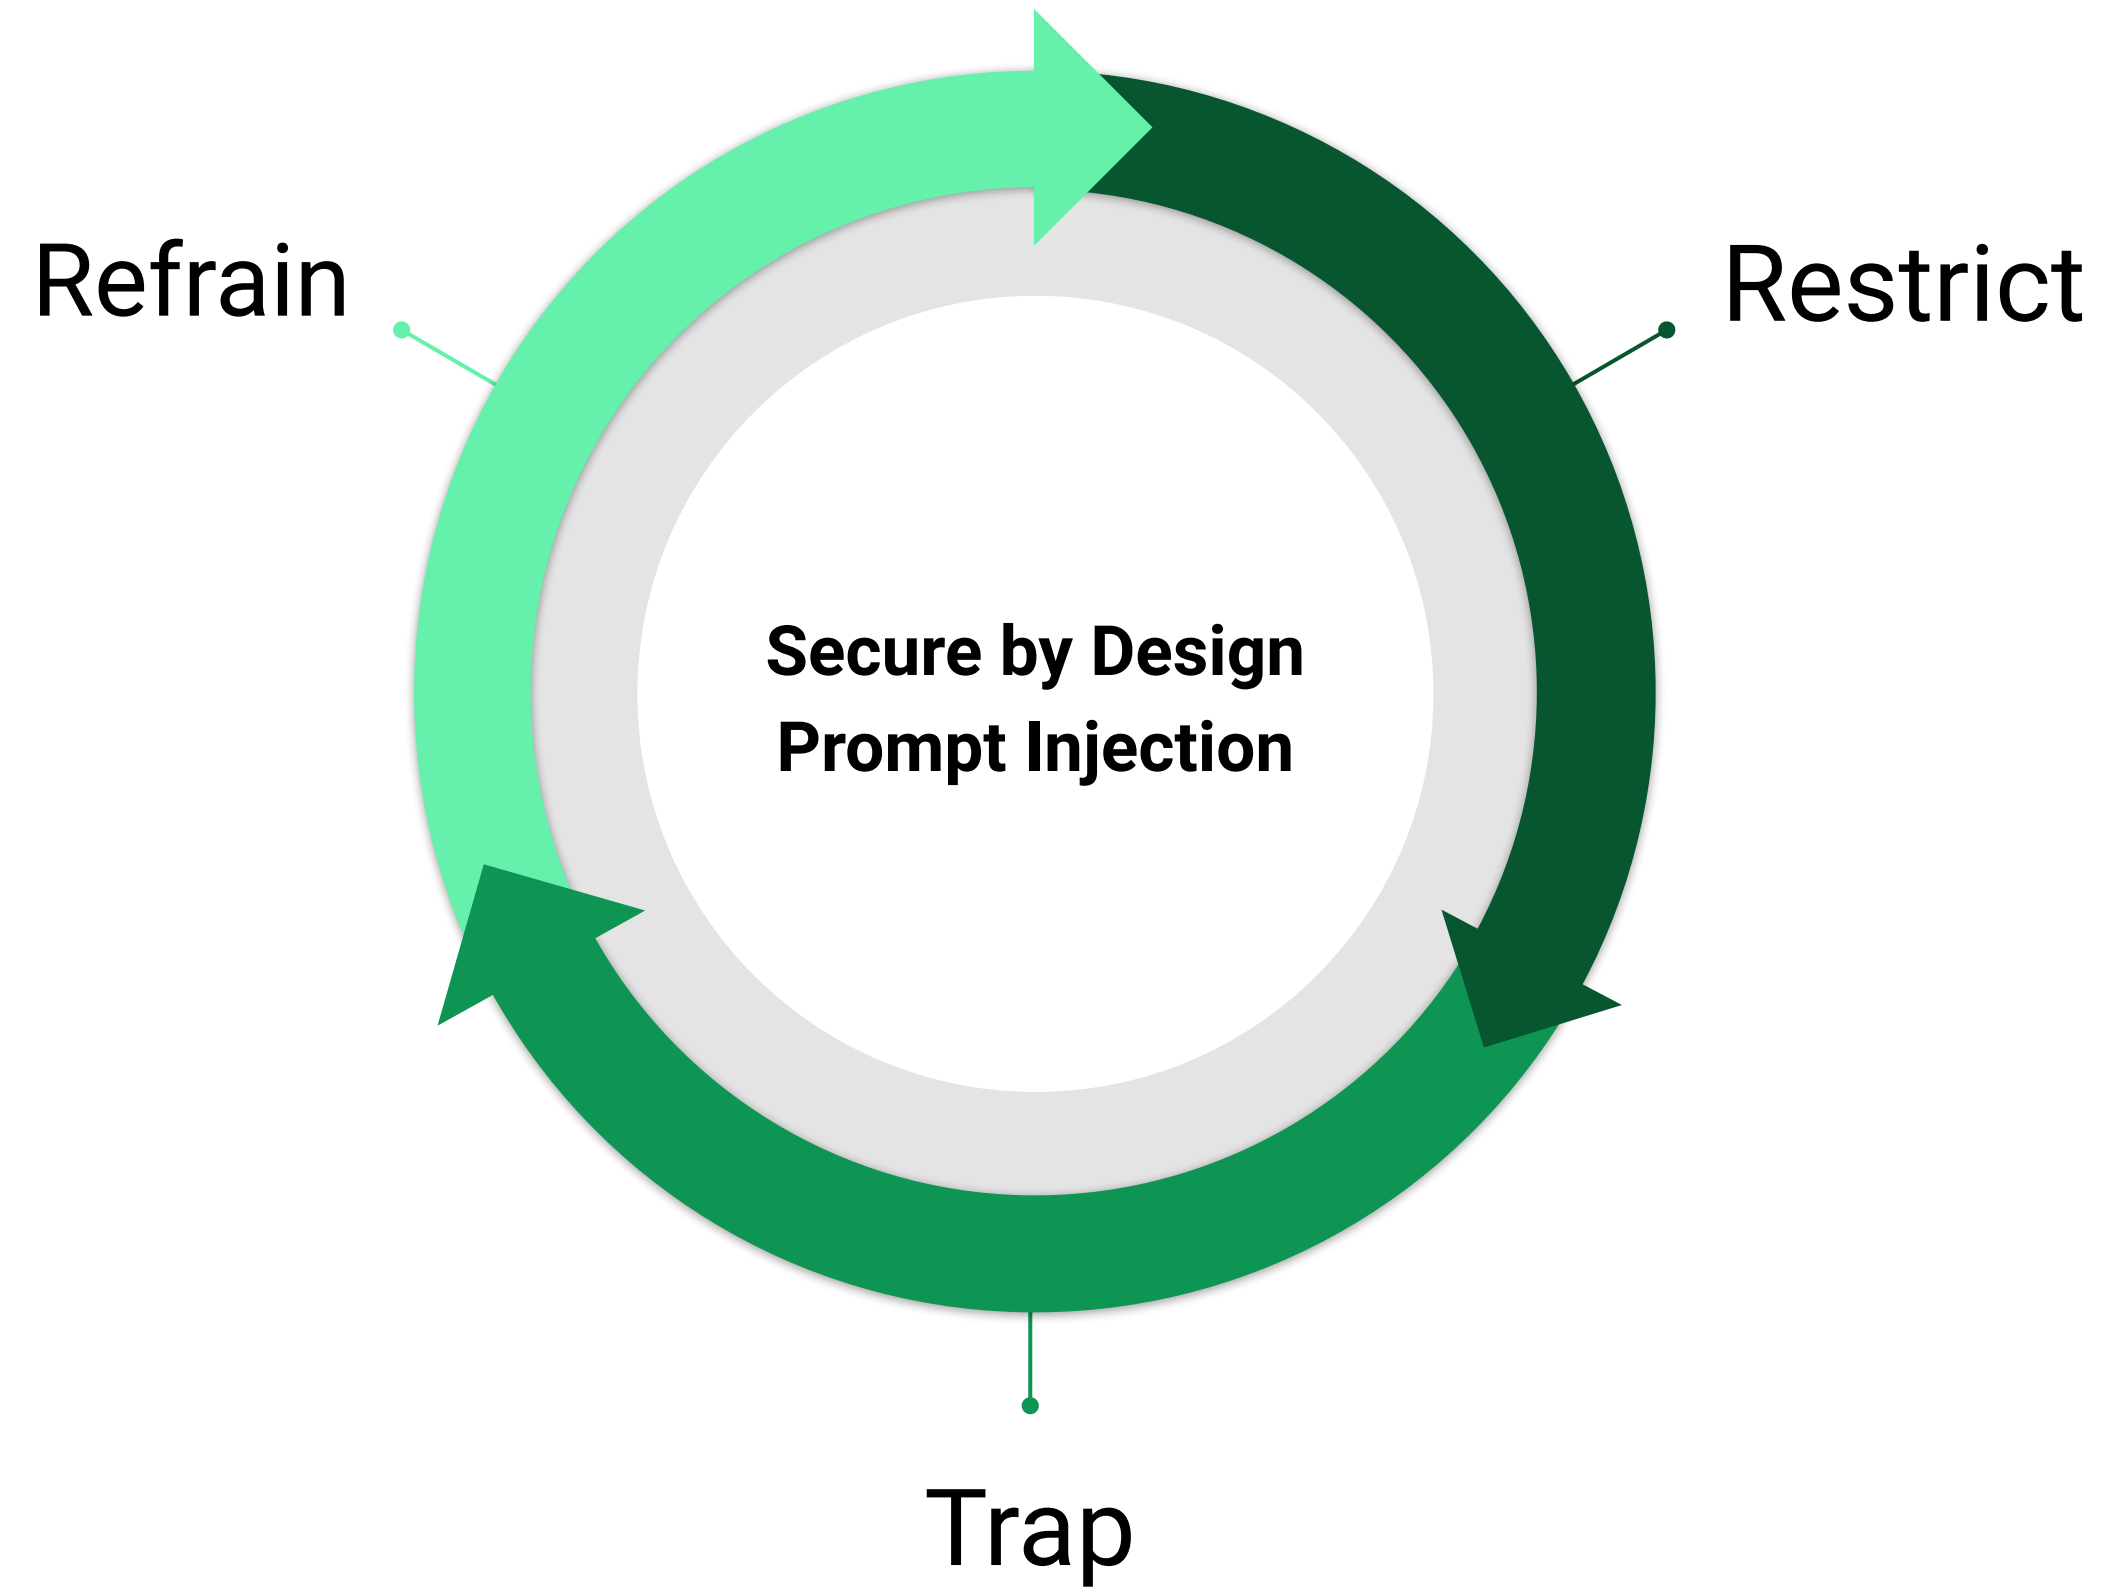 Refrain
Restrict
Secure by Design
Prompt Injection
Trap